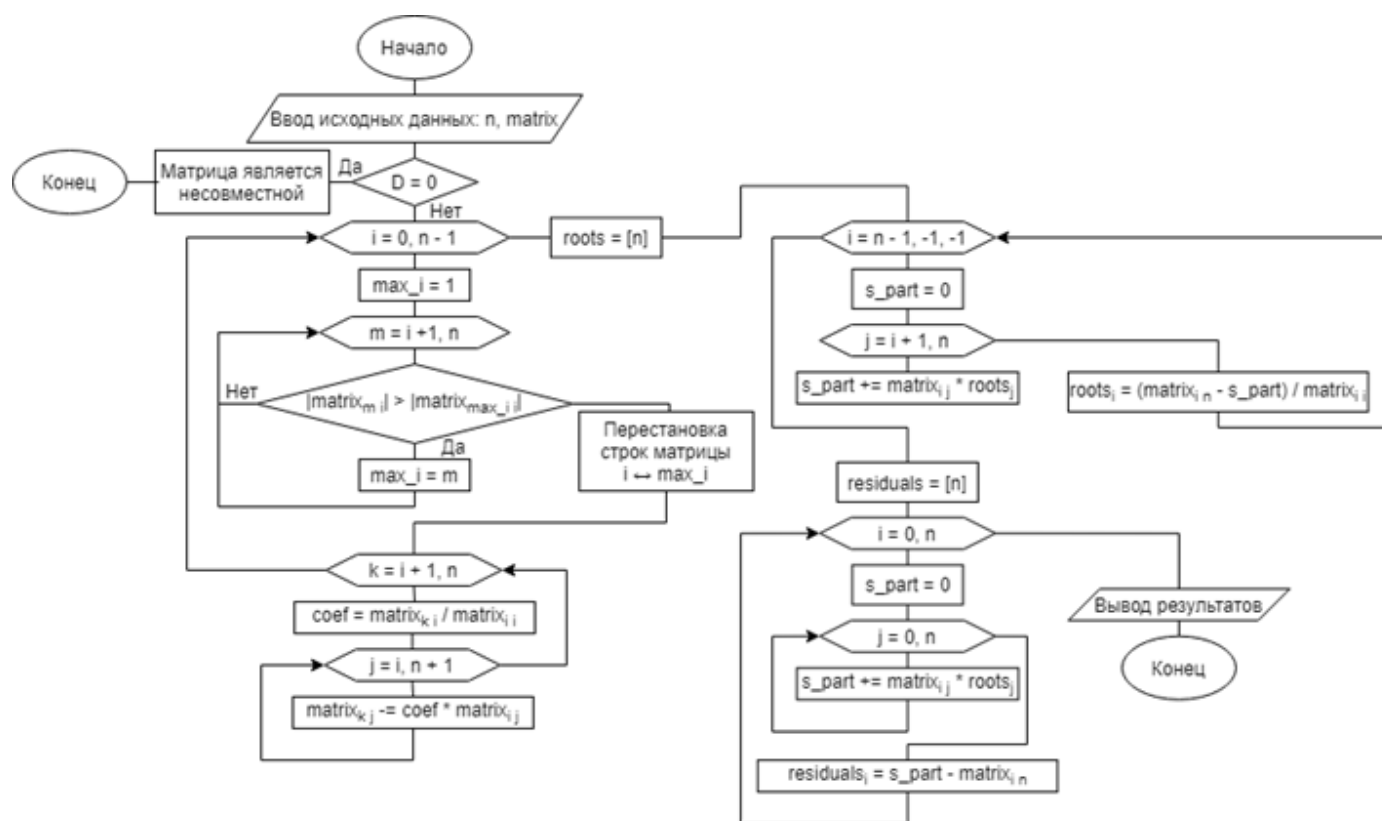 Начало
Ввод исходных данных: n, matrix
D = 0
Да
Матрица является
несовместной
Конец
Нет
i = 0, n - 1
max_i = 1
m = i +1, n
|matrixₘ ᵢ| > |matrixₘₐₓ_ᵢ ᵢ|
Нет
Да
max_i = m
Перестановка
строк матрицы
i ↔ max_i
k = i + 1, n
coef = matrixₖ ᵢ / matrixᵢ ᵢ
j = i, n + 1
matrixₖ ⱼ -= coef * matrixᵢ ⱼ
roots = [n]
i = n - 1, -1, -1
s_part = 0
j = i + 1, n
s_part += matrixᵢ ⱼ * rootsⱼ
rootsᵢ = (matrixᵢ ₙ - s_part) / matrixᵢ ᵢ
residuals = [n]
i = 0, n
s_part = 0
j = 0, n
s_part += matrixᵢ ⱼ * rootsⱼ
residualsᵢ = s_part - matrixᵢ ₙ
Вывод результатов
Конец